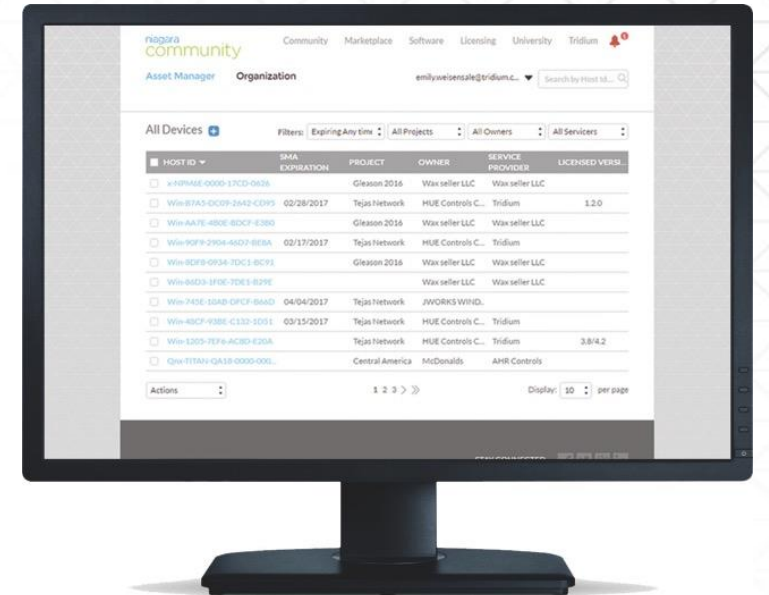 niagara
community
Community Marketplace Software Licensing University Tridium 0
Asset Manager Organization emilyweisensale@tridium.c... Search by Host Id...
All Devices Filters: Expiring Any time All Projects All Owners All Servicers
HOST ID SMA EXPIRATION PROJECT OWNER SERVICE PROVIDER LICENSED VERSI...
Gleason 2016 Wax seller LLC Wax seller LLC
02/28/2017 Tejas Network HUE Controls C... Tridium 1.2.0
Gleason 2016 Wax seller LLC Wax seller LLC
02/17/2017 Tejas Network HUE Controls C... Tridium
Gleason 2016 Wax seller LLC Wax seller LLC
Wax seller LLC Wax seller LLC
04/04/2017 Tejas Network JWORKS WIND..
03/15/2017 Tejas Network HUE Controls C... Tridium
Tejas Network HUE Controls C... Tridium 3.8/4.2
Central America McDonalds AHR Controls
Actions 1 2 3 Display: 10 per page
STAY CONNECTED